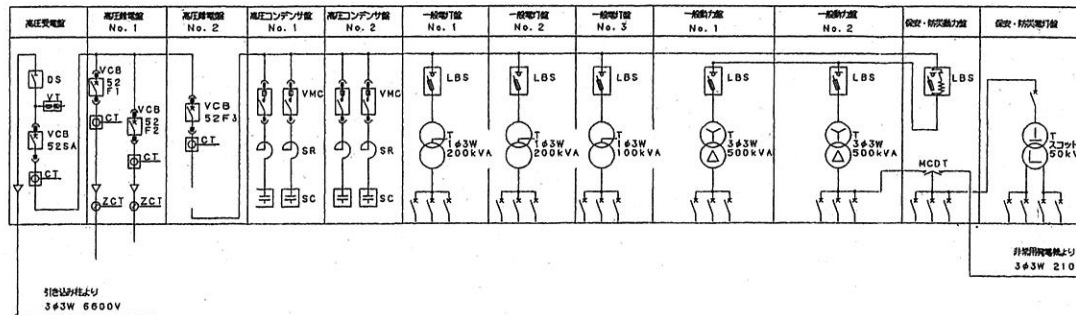 高圧受電盤
高圧饋電盤
No. 1
高圧饋電盤
No. 2
高圧コンデンサ盤
No. 1
高圧コンデンサ盤
No. 2
一般電灯盤
No. 1
一般電灯盤
No. 2
一般電灯盤
No. 3
一般動力盤
No. 1
一般動力盤
No. 2
保安・防災動力盤
保安・防災電灯盤
DS
VT
VCB
52SA
CT
VCB
52
F1
CT
ZCT
VCB
52
F2
CT
ZCT
VCB
52F3
CT
VMC
SR
SC
VMC
SR
SC
LBS
T
1φ3W
200kVA
LBS
T
1φ3W
200kVA
LBS
T
1φ3W
100kVA
LBS
T
3φ3W
500kVA
LBS
T
3φ3W
500kVA
LBS
MCDT
T
スコット
50kV
引き込み柱より
3φ3W 6600V
非常用発電機より
3φ3W 210